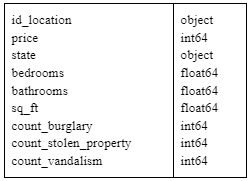 id_location object
price int64
state object
bedrooms float64
bathrooms float64
sq_ft float64
count_burglary int64
count_stolen_property int64
count_vandalism int64